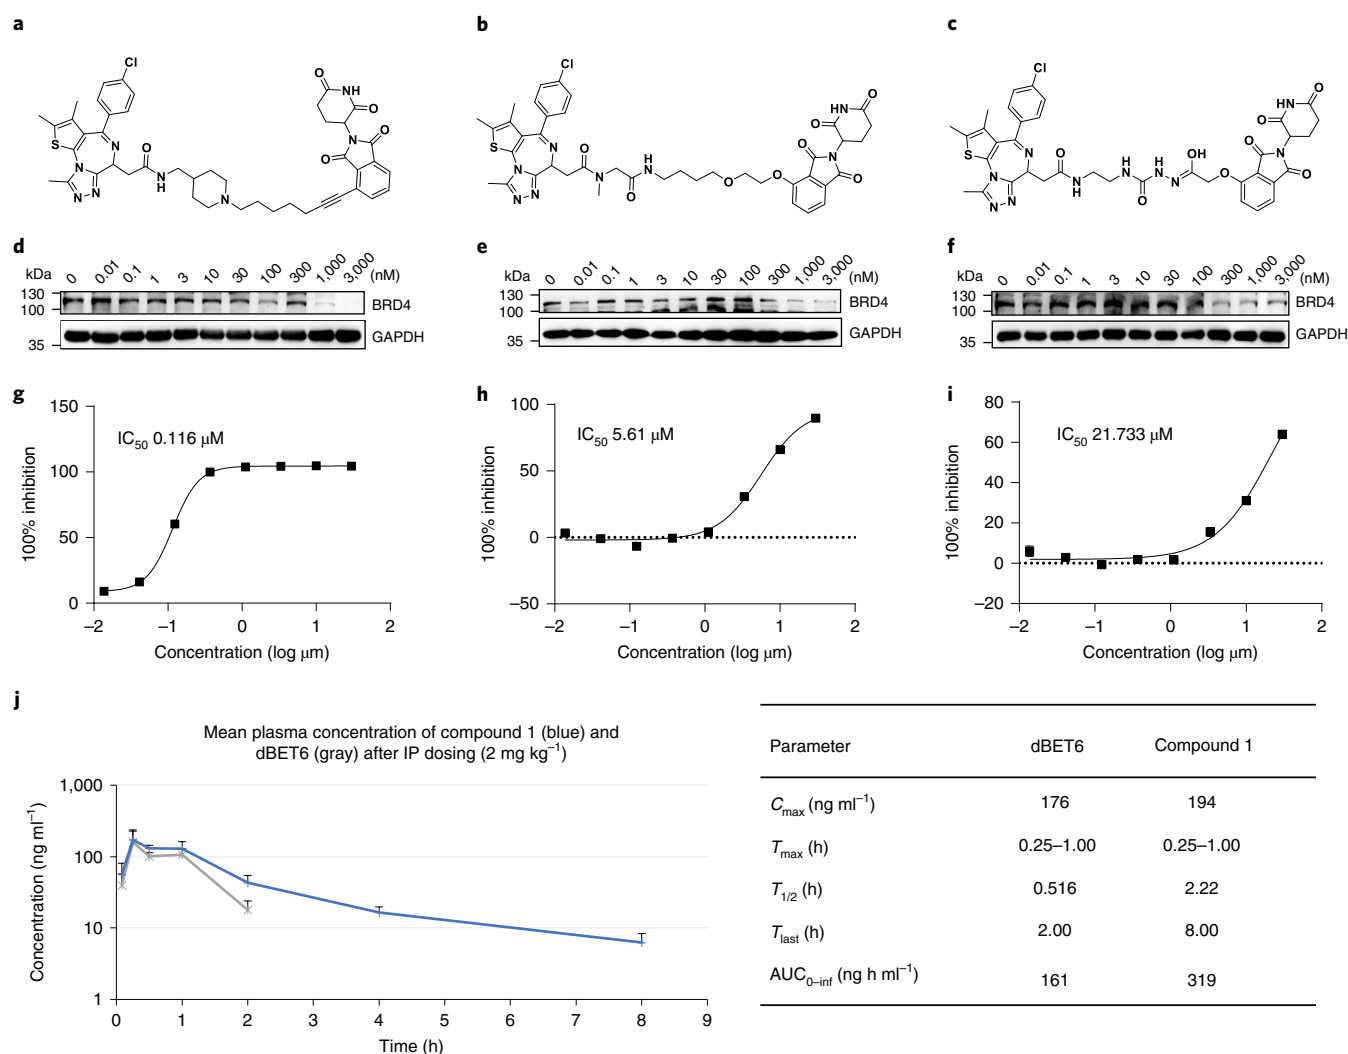 a b c
Cl
O NH O N O O S N N N N O N H N
Cl
O HN O O N O S N N N N O N O H N O O
Cl
O HN O O N O S N N N N O N H H N O H N N OH O
d e f
kDa 0 0.01 0.1 1 3 10 30 100 300 1,000 3,000 (nM)
130
100 BRD4
35 GAPDH
kDa 0 0.01 0.1 1 3 10 30 100 300 1,000 3,000 (nM)
130
100 BRD4
35 GAPDH
kDa 0 0.01 0.1 1 3 10 30 100 300 1,000 3,000 (nM)
130
100 BRD4
35 GAPDH
g
IC50 0.116 μM
100% inhibition
150
100
50
0
−2 −1 0 1 2
Concentration (log μm)
h
IC50 5.61 μM
100% inhibition
100
50
0
−50
−2 −1 0 1 2
Concentration (log μm)
i
IC50 21.733 μM
100% inhibition
80
60
40
20
0
−20
−2 −1 0 1 2
Concentration (log μm)
j
Mean plasma concentration of compound 1 (blue) and
dBET6 (gray) after IP dosing (2 mg kg−1)
Concentration (ng ml−1)
1,000
100
10
1
0 1 2 3 4 5 6 7 8 9
Time (h)
Parameter dBET6 Compound 1
Cmax (ng ml−1) 176 194
Tmax (h) 0.25–1.00 0.25–1.00
T1/2 (h) 0.516 2.22
Tlast (h) 2.00 8.00
AUC0–inf (ng h ml−1) 161 319